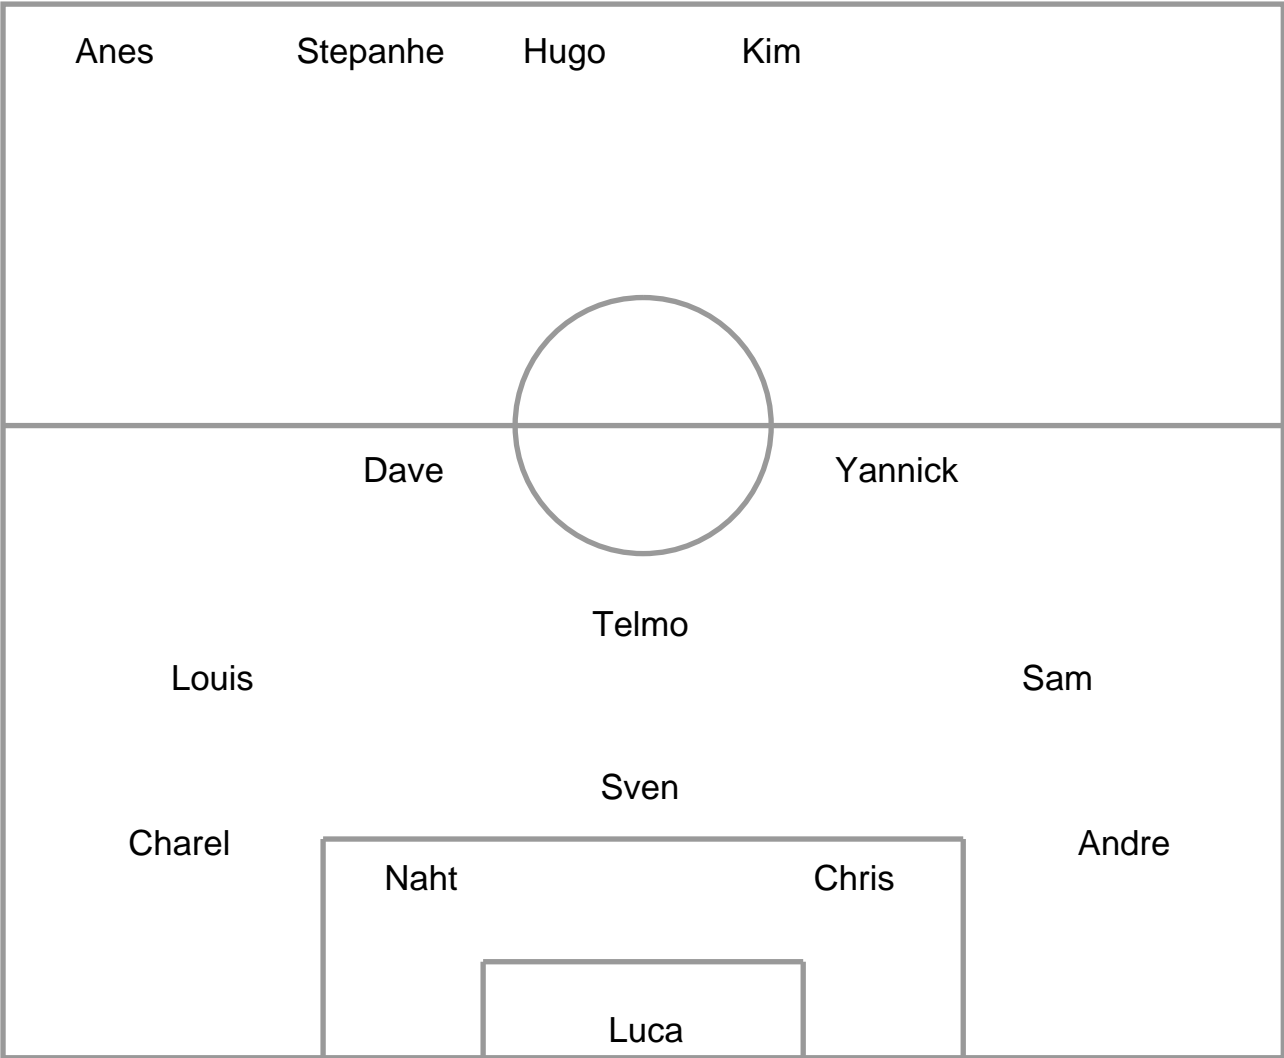 Anes Stepanhe Hugo Kim
Dave Yannick
Telmo
Louis Sam
Sven
Charel Andre
Naht Chris
Luca